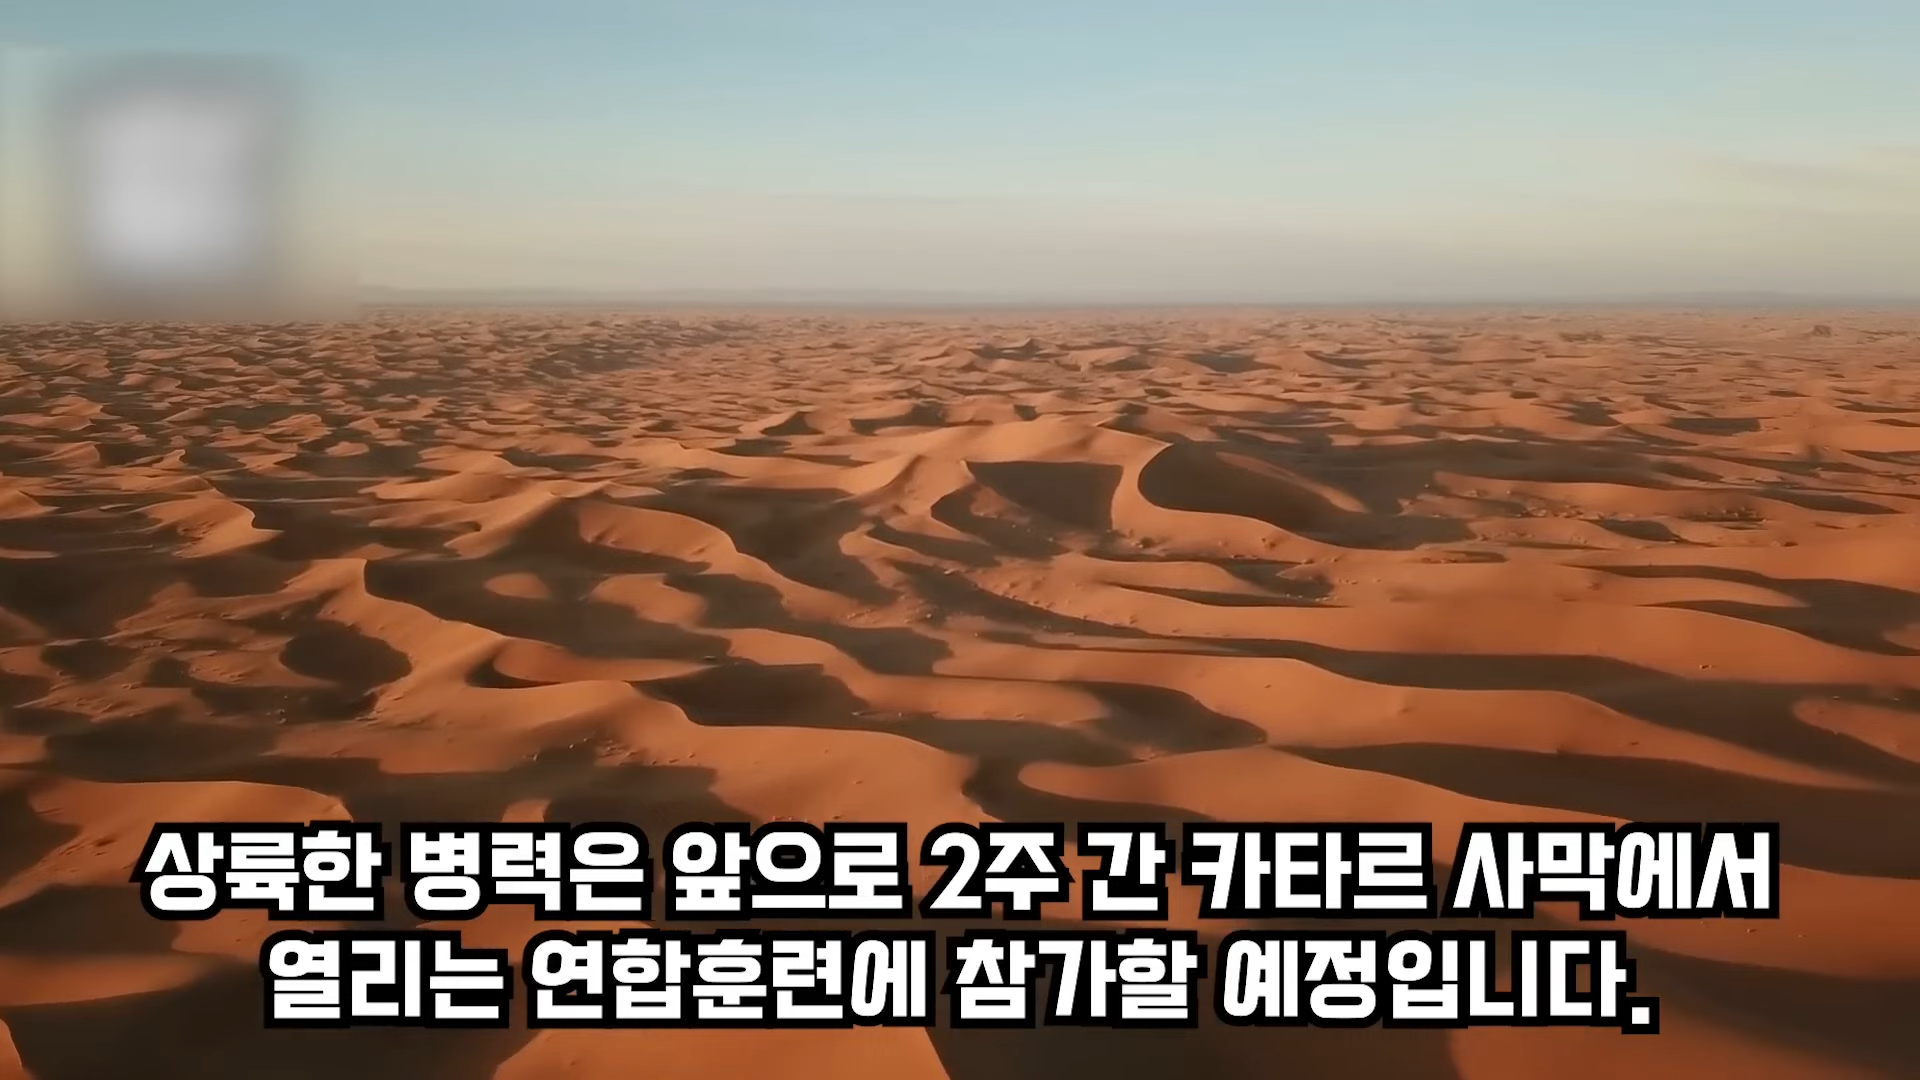 상륙한 병력은 앞으로 2주 간 카타르 사막에서
열리는 연합훈련에 참가할 예정입니다.